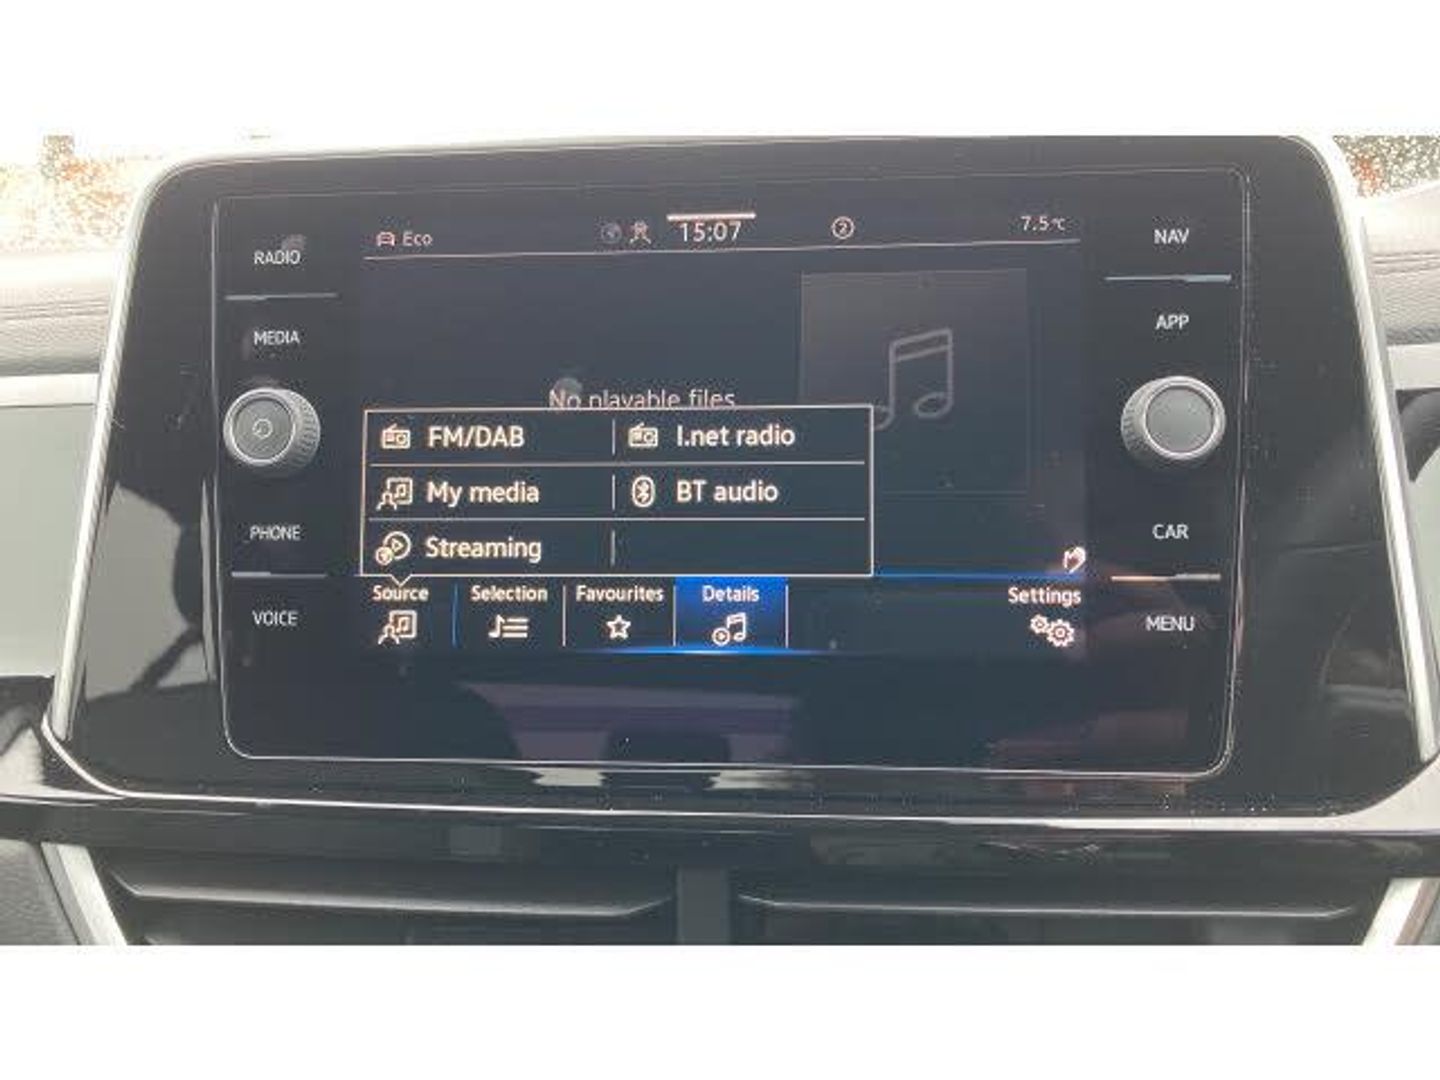 Eco 15:07 2 7.5°C
RADIO
NAV
MEDIA
APP
No playable files
FM/DAB I.net radio
My media BT audio
Streaming
PHONE
CAR
Source Selection Favourites Details Settings
VOICE
MENU